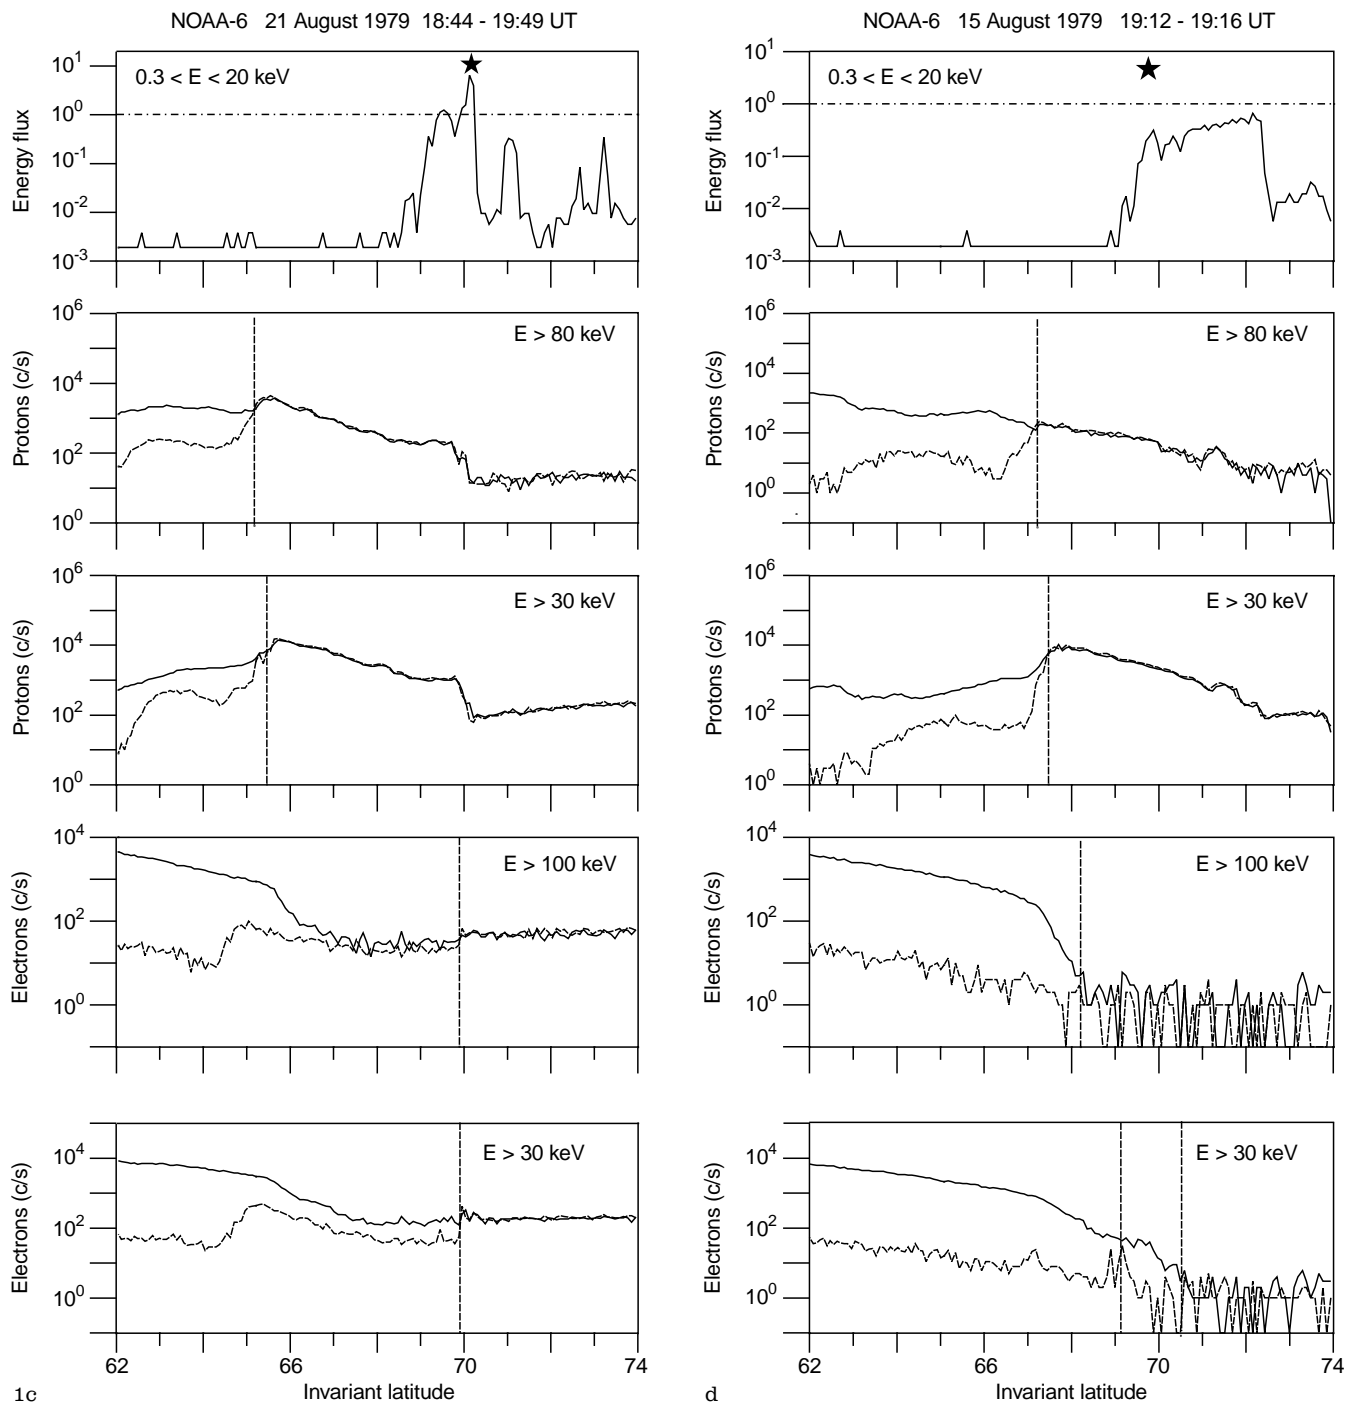 NOAA-6 21 August 1979 18:44 - 19:49 UT
0.3 < E < 20 keV
Energy flux
10^1
10^0
10^-1
10^-2
10^-3
E > 80 keV
Protons (c/s)
10^6
10^4
10^2
10^0
E > 30 keV
Protons (c/s)
10^6
10^4
10^2
10^0
E > 100 keV
Electrons (c/s)
10^4
10^2
10^0
E > 30 keV
Electrons (c/s)
10^4
10^2
10^0
62 66 70 74
Invariant latitude
1c
NOAA-6 15 August 1979 19:12 - 19:16 UT
0.3 < E < 20 keV
Energy flux
10^1
10^0
10^-1
10^-2
10^-3
E > 80 keV
Protons (c/s)
10^6
10^4
10^2
10^0
E > 30 keV
Protons (c/s)
10^6
10^4
10^2
10^0
E > 100 keV
Electrons (c/s)
10^4
10^2
10^0
E > 30 keV
Electrons (c/s)
10^4
10^2
10^0
62 66 70 74
Invariant latitude
d